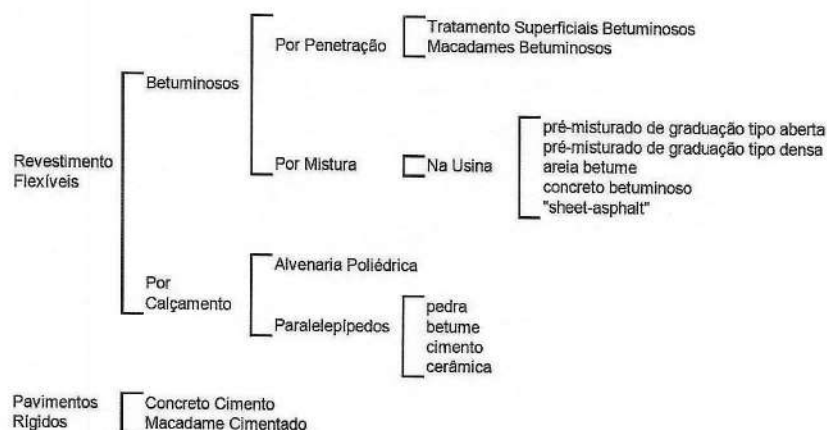 Revestimento
Flexíveis
Betuminosos
Por Penetração
Tratamento Superficiais Betuminosos
Macadames Betuminosos
Por Mistura
Na Usina
pré-misturado de graduação tipo aberta
pré-misturado de graduação tipo densa
areia betume
concreto betuminoso
"sheet-asphalt"
Por
Calçamento
Alvenaria Poliédrica
Paralelepípedos
pedra
betume
cimento
cerâmica
Pavimentos
Rígidos
Concreto Cimento
Macadame Cimentado